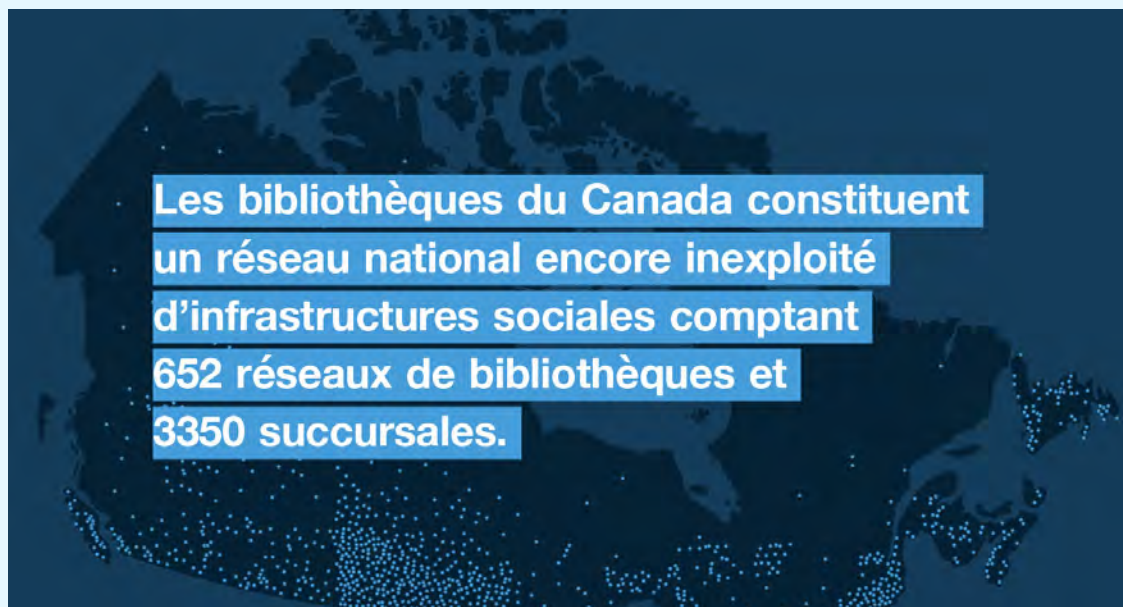 Les bibliothèques du Canada constituent
un réseau national encore inexploité
d’infrastructures sociales comptant
652 réseaux de bibliothèques et
3350 succursales.